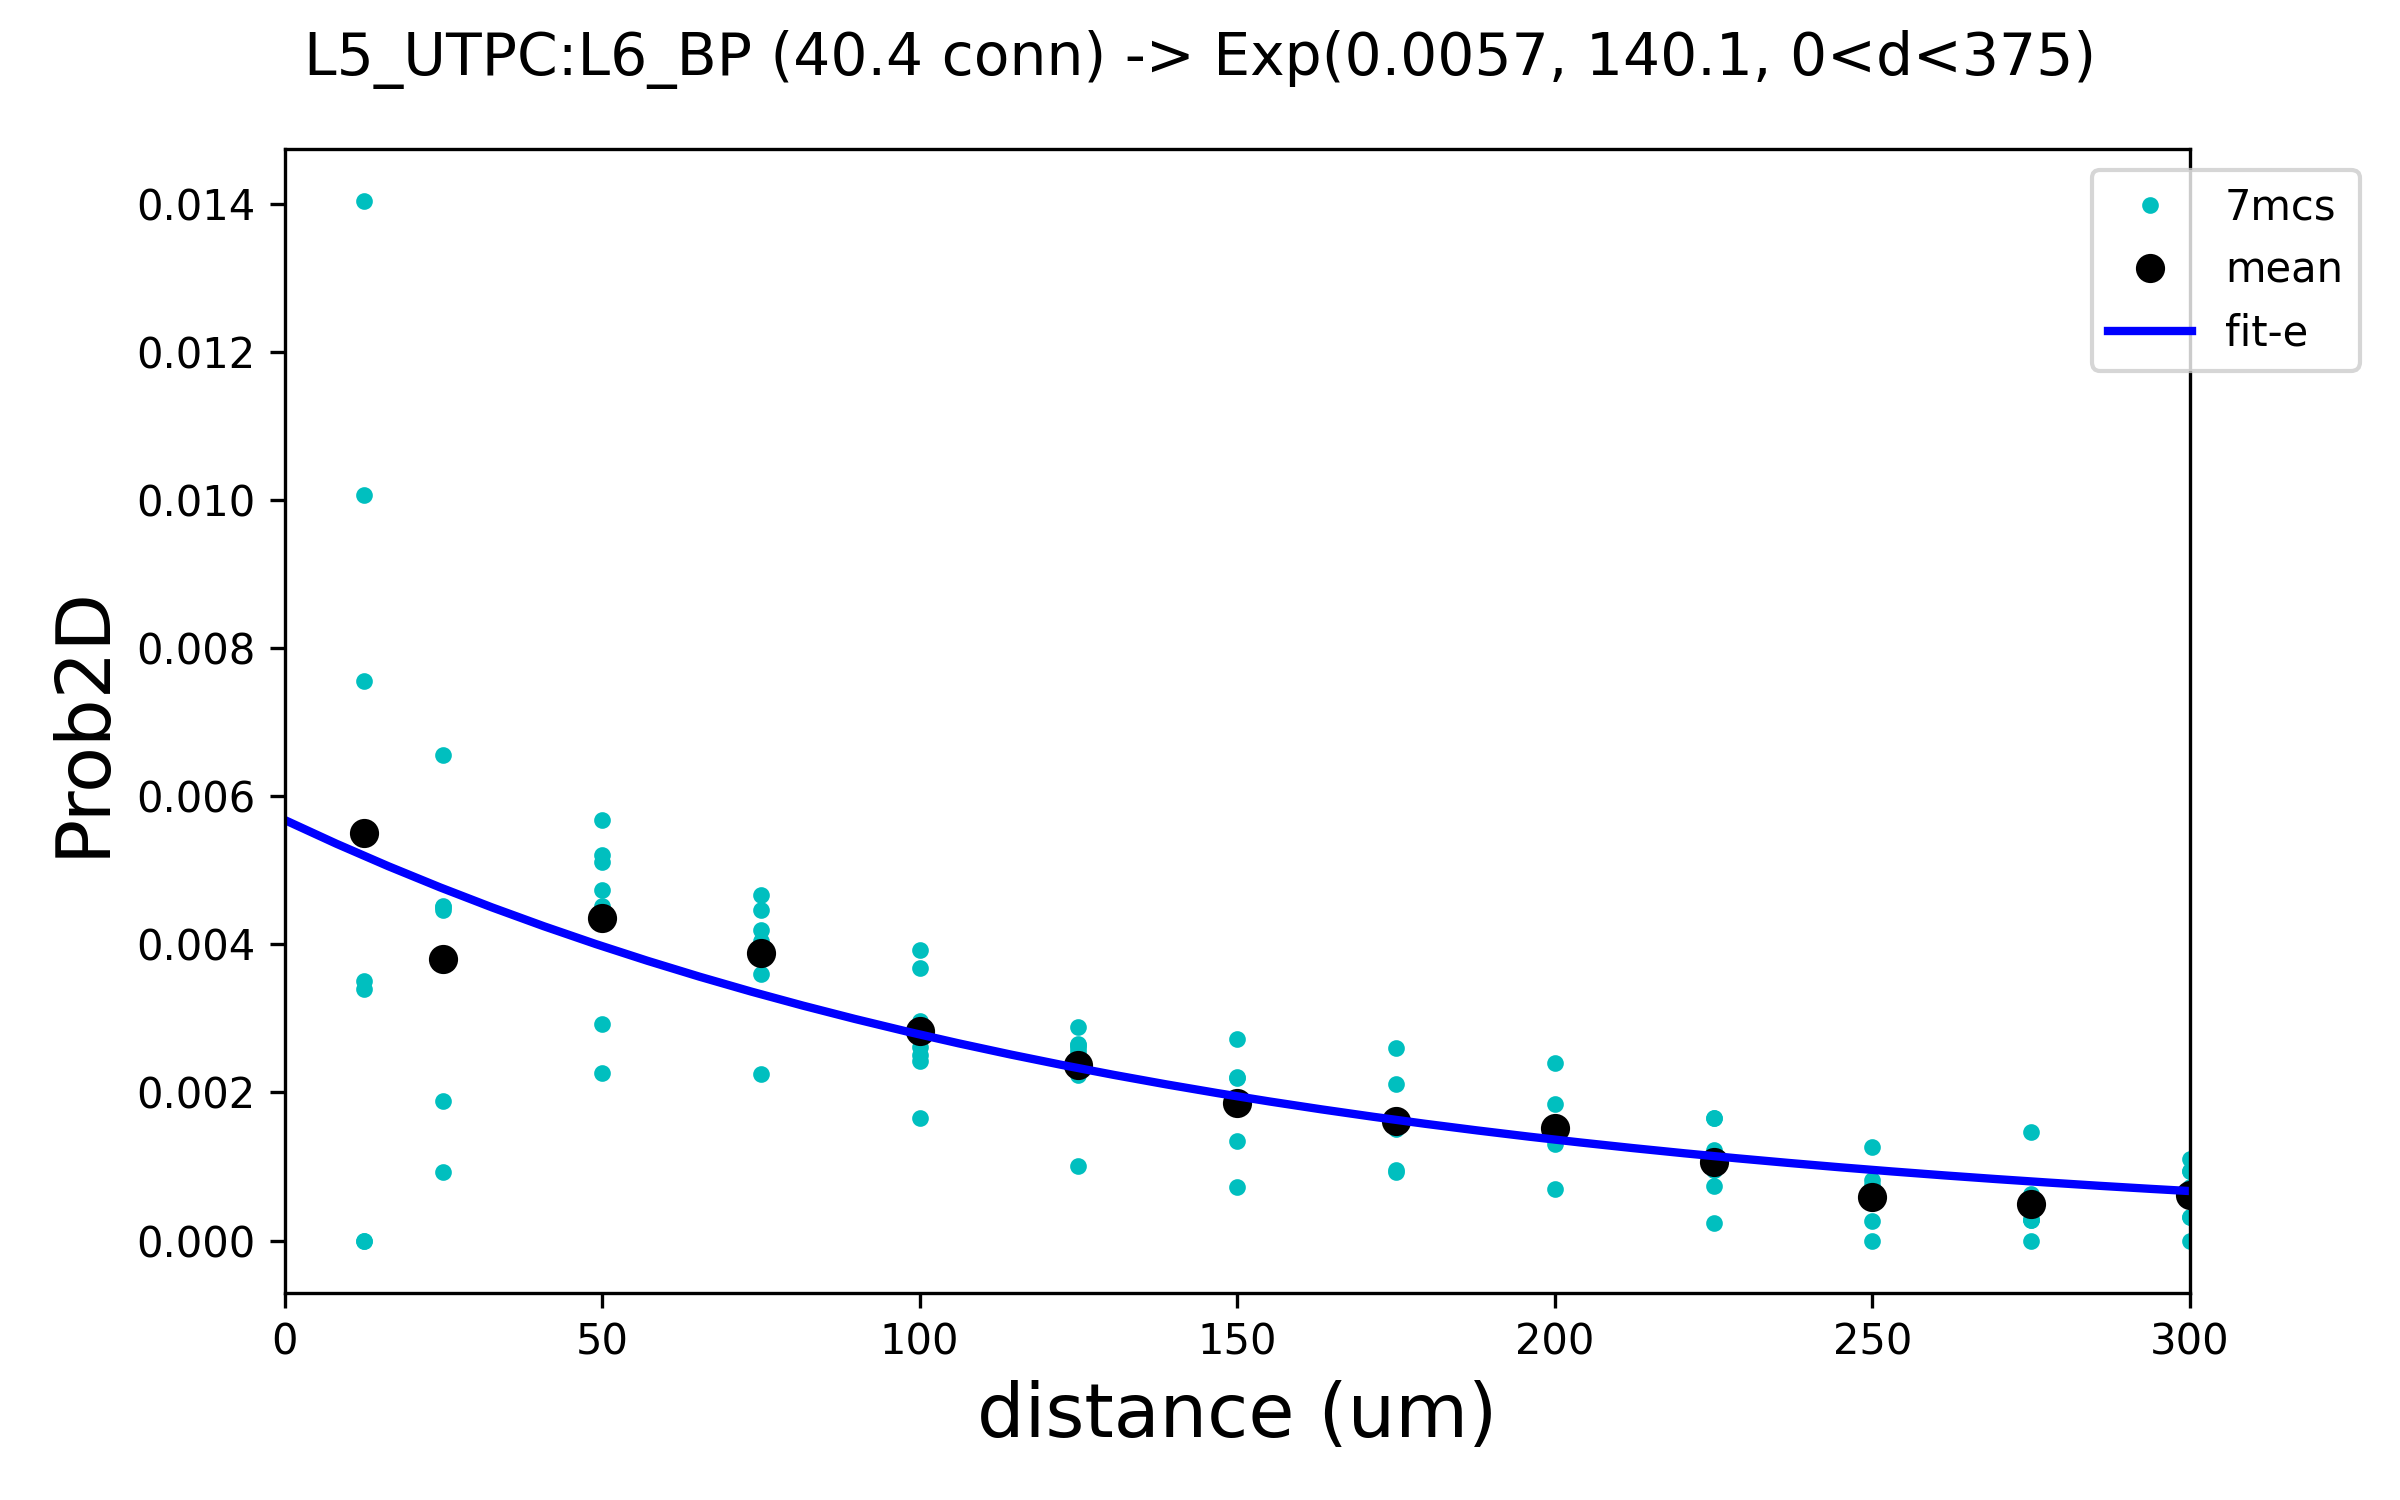 L5_UTPC:L6_BP (40.4 conn) -> Exp(0.0057, 140.1, 0<d<375)
7mcs
mean
fit-e
Prob2D
0.014
0.012
0.010
0.008
0.006
0.004
0.002
0.000
0 50 100 150 200 250 300
distance (um)